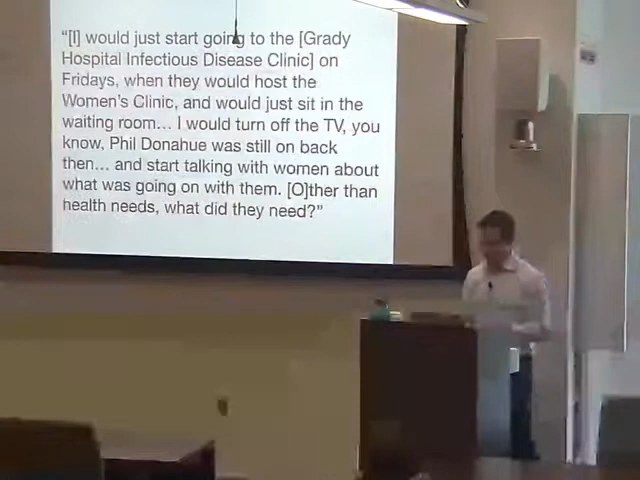 “[I] would just start going to the [Grady
Hospital Infectious Disease Clinic] on
Fridays, when they would host the
Women’s Clinic, and would just sit in the
waiting room… I would turn off the TV, you
know, Phil Donahue was still on back
then… and start talking with women about
what was going on with them. [O]ther than
health needs, what did they need?”